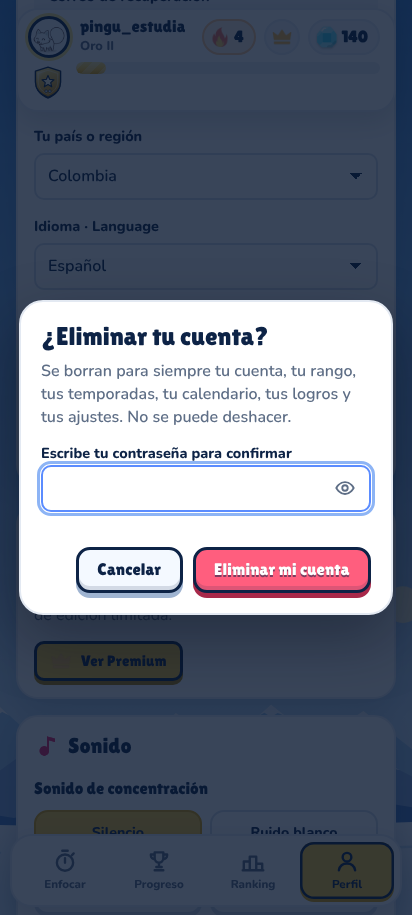 pingu_estudia
Oro II
4
140
Tu país o región
Colombia
Idioma · Language
Español
¿Eliminar tu cuenta?
Se borran para siempre tu cuenta, tu rango,
tus temporadas, tu calendario, tus logros y
tus ajustes. No se puede deshacer.
Escribe tu contraseña para confirmar
Cancelar
Eliminar mi cuenta
de edición limitada.
Ver Premium
Sonido
Sonido de concentración
Silencio
Ruido blanco
Enfocar
Progreso
Ranking
Perfil